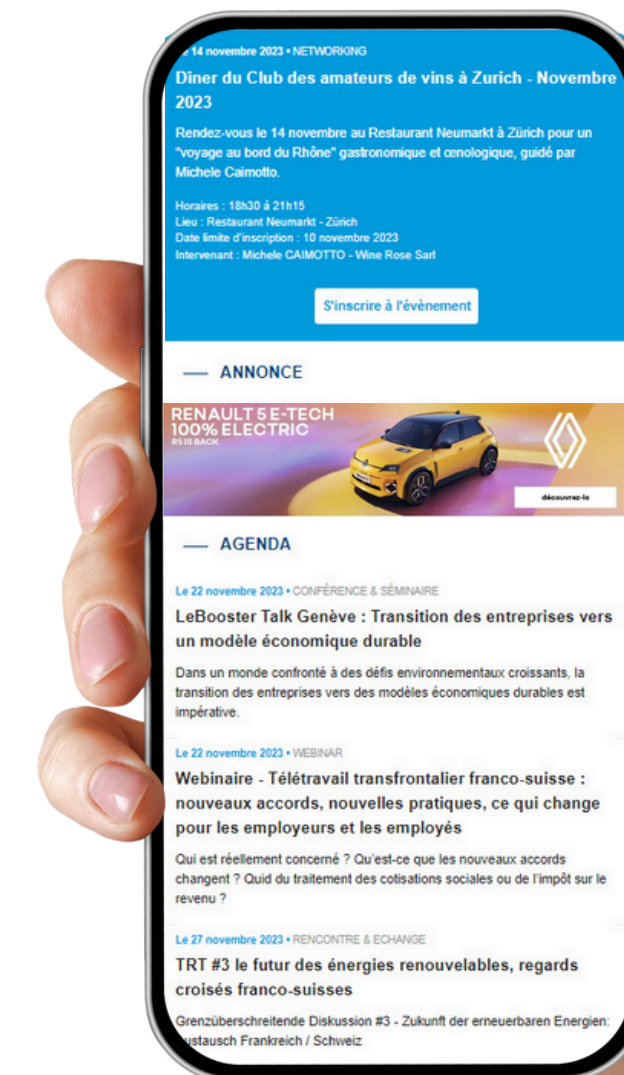 Le 14 novembre 2023 • NETWORKING
Dîner du Club des amateurs de vins à Zurich - Novembre
2023
Rendez-vous le 14 novembre au Restaurant Neumarkt à Zürich pour un
"voyage au bord du Rhône" gastronomique et œnologique, guidé par
Michele Caimotto.
Horaires : 18h30 à 21h15
Lieu : Restaurant Neumarkt - Zürich
Date limite d'inscription : 10 novembre 2023
Intervenant : Michele CAIMOTTO - Wine Rose Sarl
S'inscrire à l'évènement
ANNONCE
RENAULT 5 E-TECH
100% ELECTRIC
R5 IS BACK
découvrez-la
AGENDA
Le 22 novembre 2023 • CONFÉRENCE & SÉMINAIRE
LeBooster Talk Genève : Transition des entreprises vers
un modèle économique durable
Dans un monde confronté à des défis environnementaux croissants, la
transition des entreprises vers des modèles économiques durables est
impérative.
Le 22 novembre 2023 • WEBINAR
Webinaire - Télétravail transfrontalier franco-suisse :
nouveaux accords, nouvelles pratiques, ce qui change
pour les employeurs et les employés
Qui est réellement concerné ? Qu'est-ce que les nouveaux accords
changent ? Quid du traitement des cotisations sociales ou de l'impôt sur le
revenu ?
Le 27 novembre 2023 • RENCONTRE & ECHANGE
TRT #3 le futur des énergies renouvelables, regards
croisés franco-suisses
Grenzüberschreitende Diskussion #3 - Zukunft der erneuerbaren Energien:
ustausch Frankreich / Schweiz